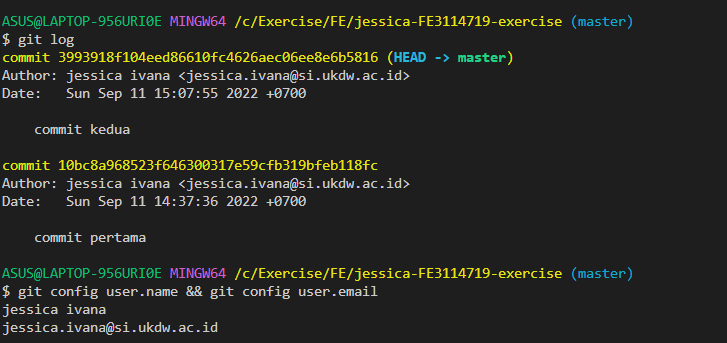 ASUS@LAPTOP-956URI0E MINGW64 /c/Exercise/FE/jessica-FE3114719-exercise (master)
$ git log
commit 3993918f104eed86610fc4626aec06ee8e6b5816 (HEAD -> master)
Author: jessica ivana <jessica.ivana@si.ukdw.ac.id>
Date:   Sun Sep 11 15:07:55 2022 +0700
    commit kedua
commit 10bc8a968523f646300317e59cfb319bfeb118fc
Author: jessica ivana <jessica.ivana@si.ukdw.ac.id>
Date:   Sun Sep 11 14:37:36 2022 +0700
    commit pertama
ASUS@LAPTOP-956URI0E MINGW64 /c/Exercise/FE/jessica-FE3114719-exercise (master)
$ git config user.name && git config user.email
jessica ivana
jessica.ivana@si.ukdw.ac.id